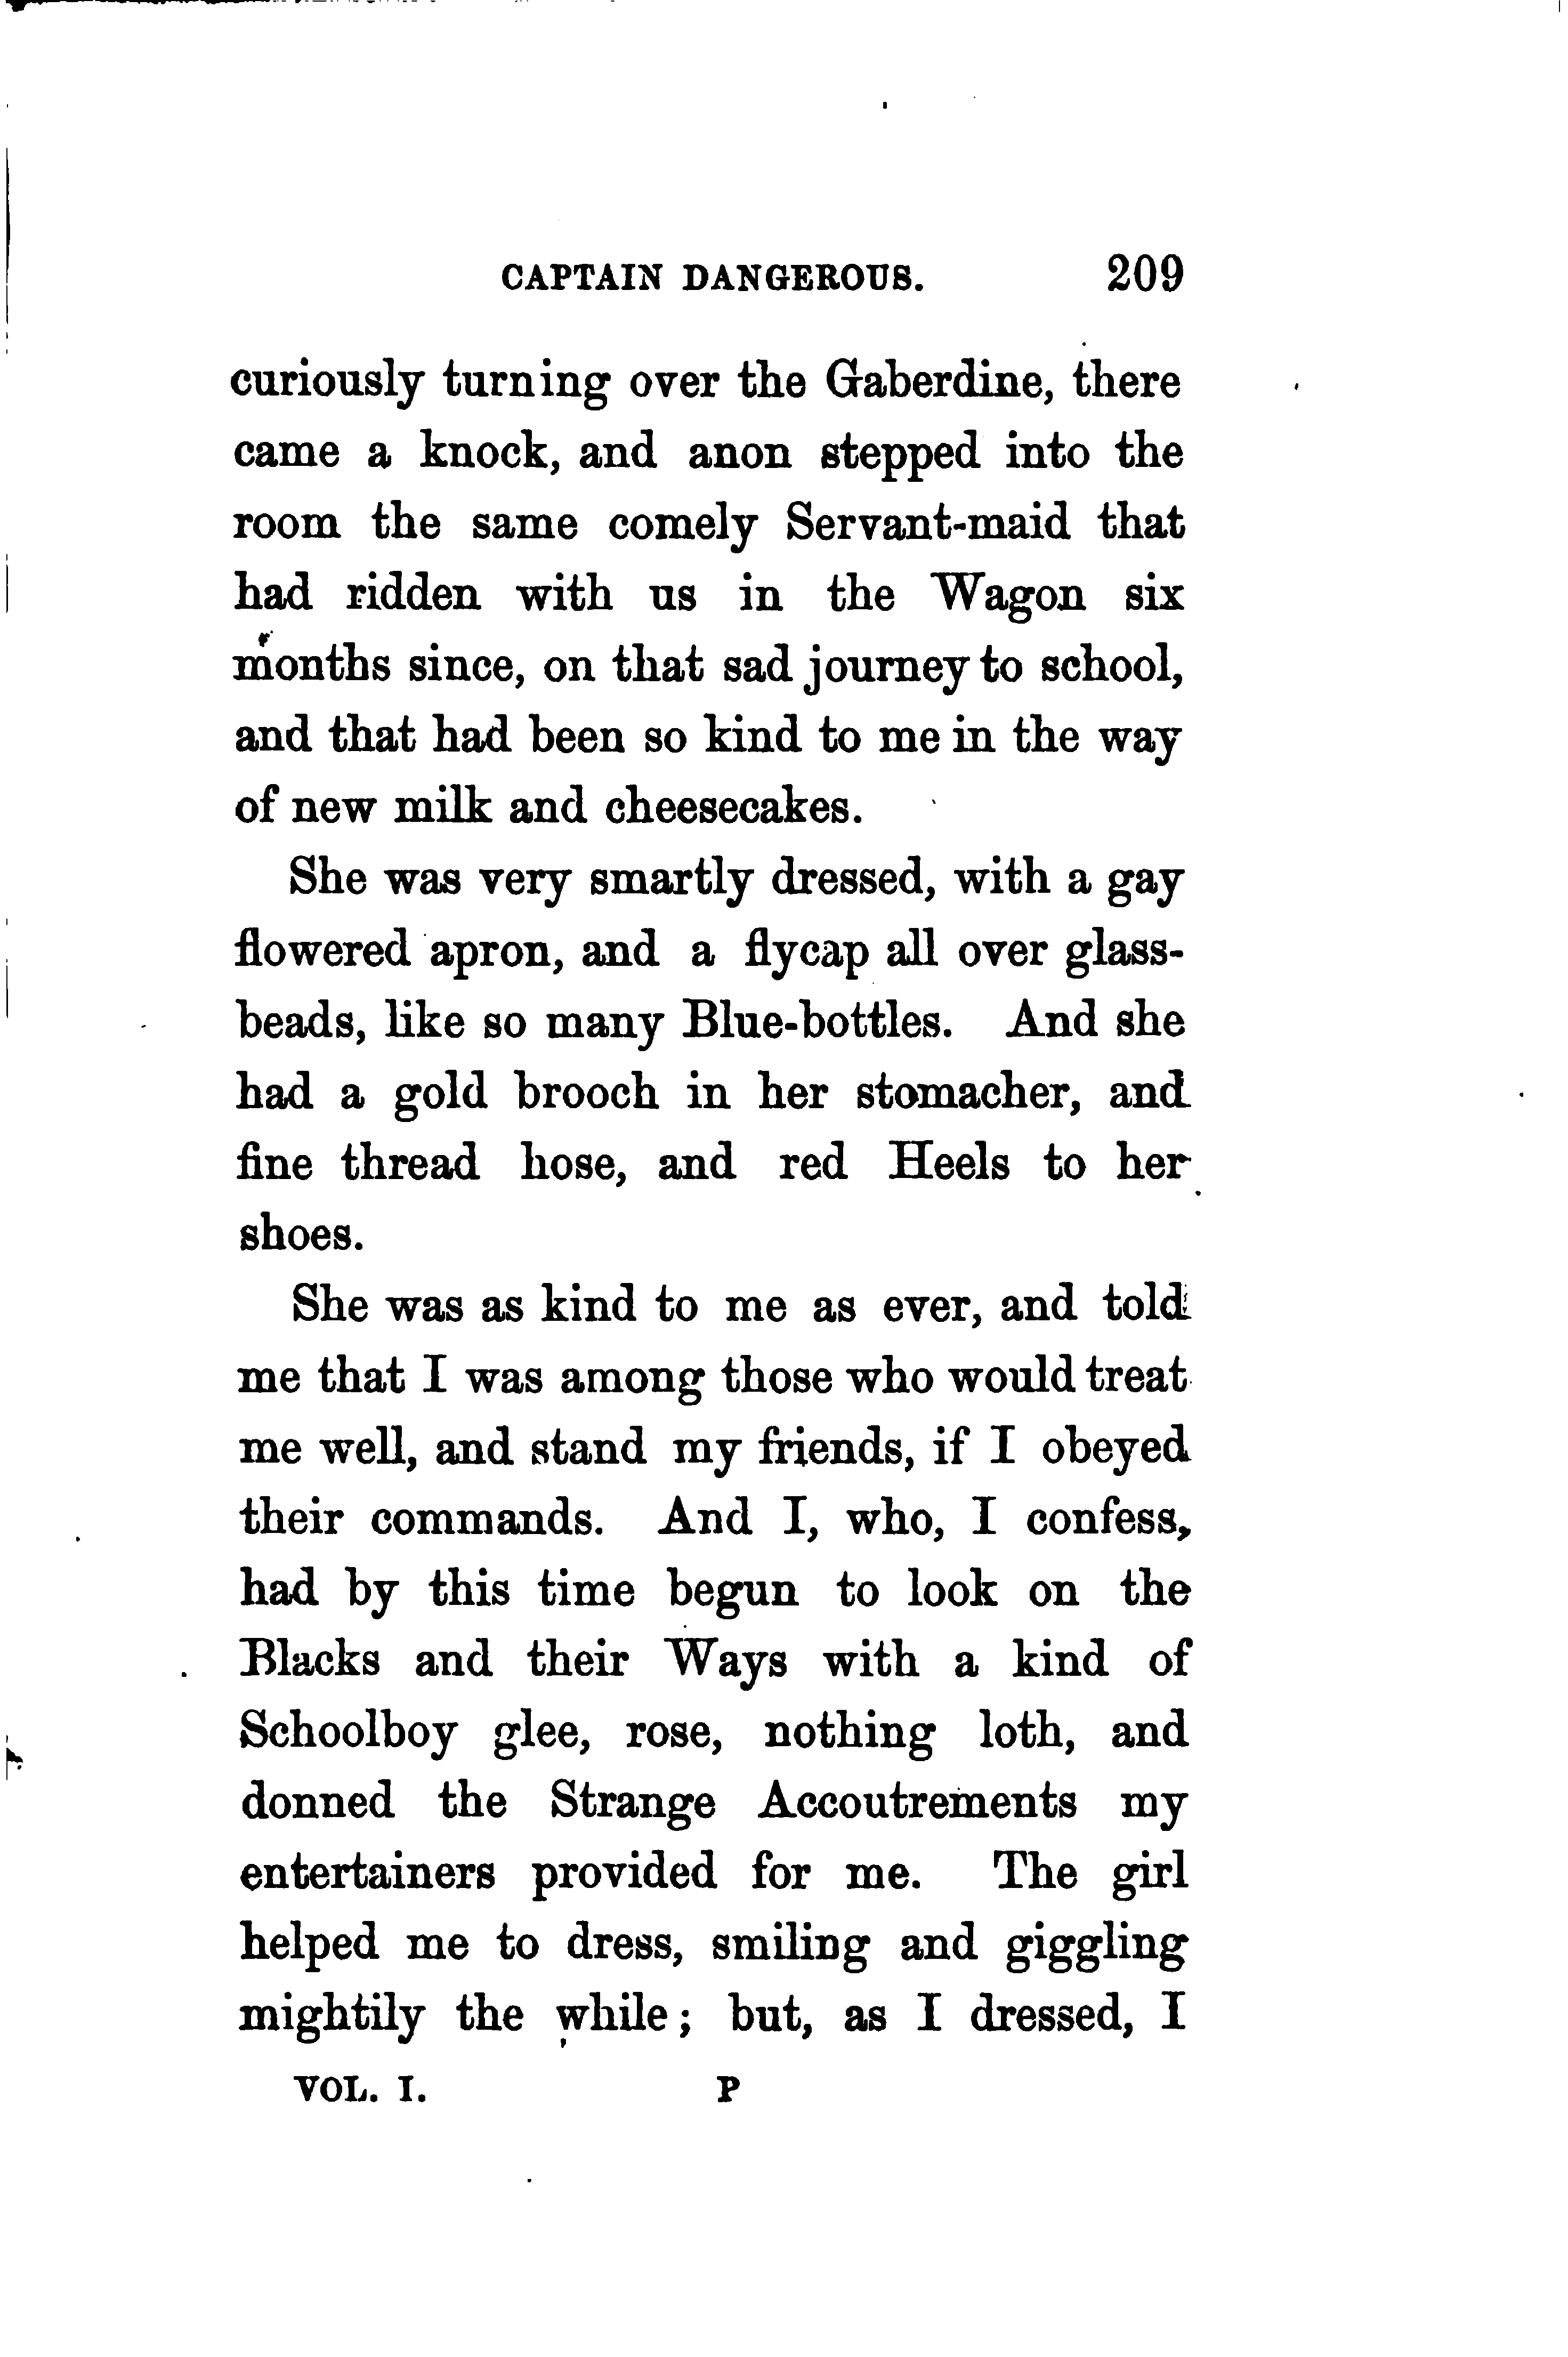 CAPTAIN DANGEROUS. 209
curiously turning over the Gaberdine, there
came a knock, and anon stepped into the
room the same comely Servant-maid that
had ridden with us in the Wagon six
months since, on that sad journey to school,
and that had been so kind to me in the way
of new milk and cheesecakes.
She was very smartly dressed, with a gay
flowered apron, and a flycap all over glass-
beads, like so many Blue-bottles. And she
had a gold brooch in her stomacher, and
fine thread hose, and red Heels to her
shoes.
She was as kind to me as ever, and told
me that I was among those who would treat
me well, and stand my friends, if I obeyed
their commands. And I, who, I confess,
had by this time begun to look on the
Blacks and their Ways with a kind of
Schoolboy glee, rose, nothing loth, and
donned the Strange Accoutrements my
entertainers provided for me. The girl
helped me to dress, smiling and giggling
mightily the while; but, as I dressed, I
VOL. I. P